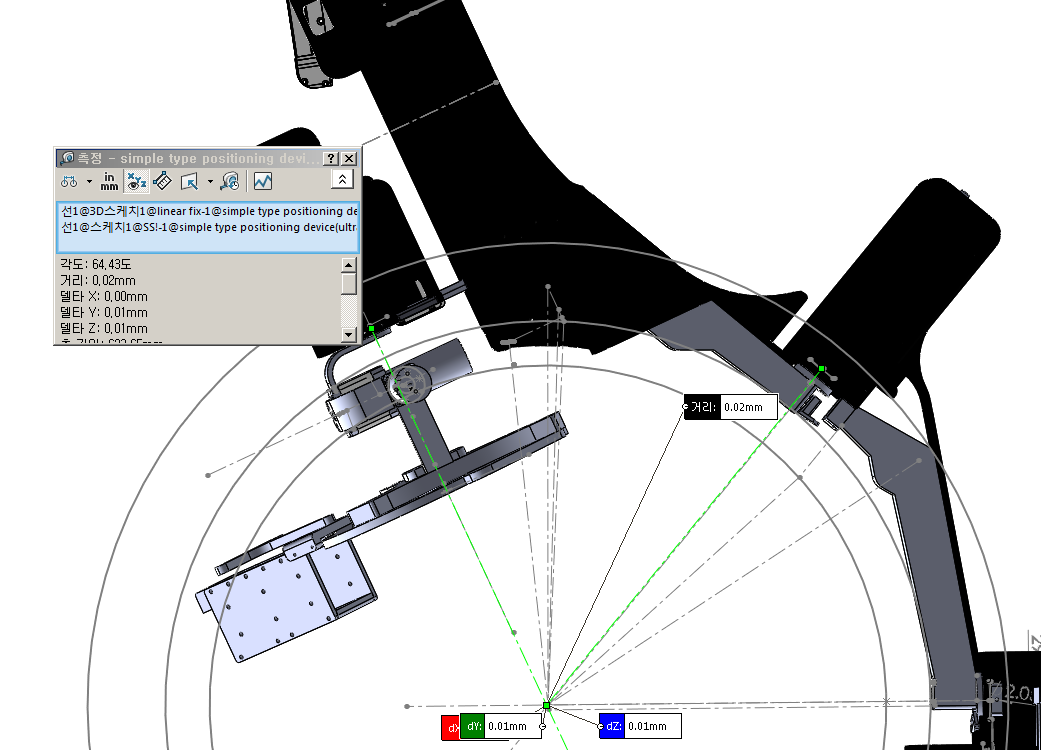 측정 - simple type positioning devi...
in
mm
선1@3D스케치1@linear fix-1@simple type positioning de
선1@스케치1@SS!-1@simple type positioning device(ultr
각도: 64,43도
거리: 0,02mm
델타 X: 0,00mm
델타 Y: 0,01mm
델타 Z: 0,01mm
거리: 0.02mm
2.0
dX
dY: 0.01mm
dZ: 0.01mm